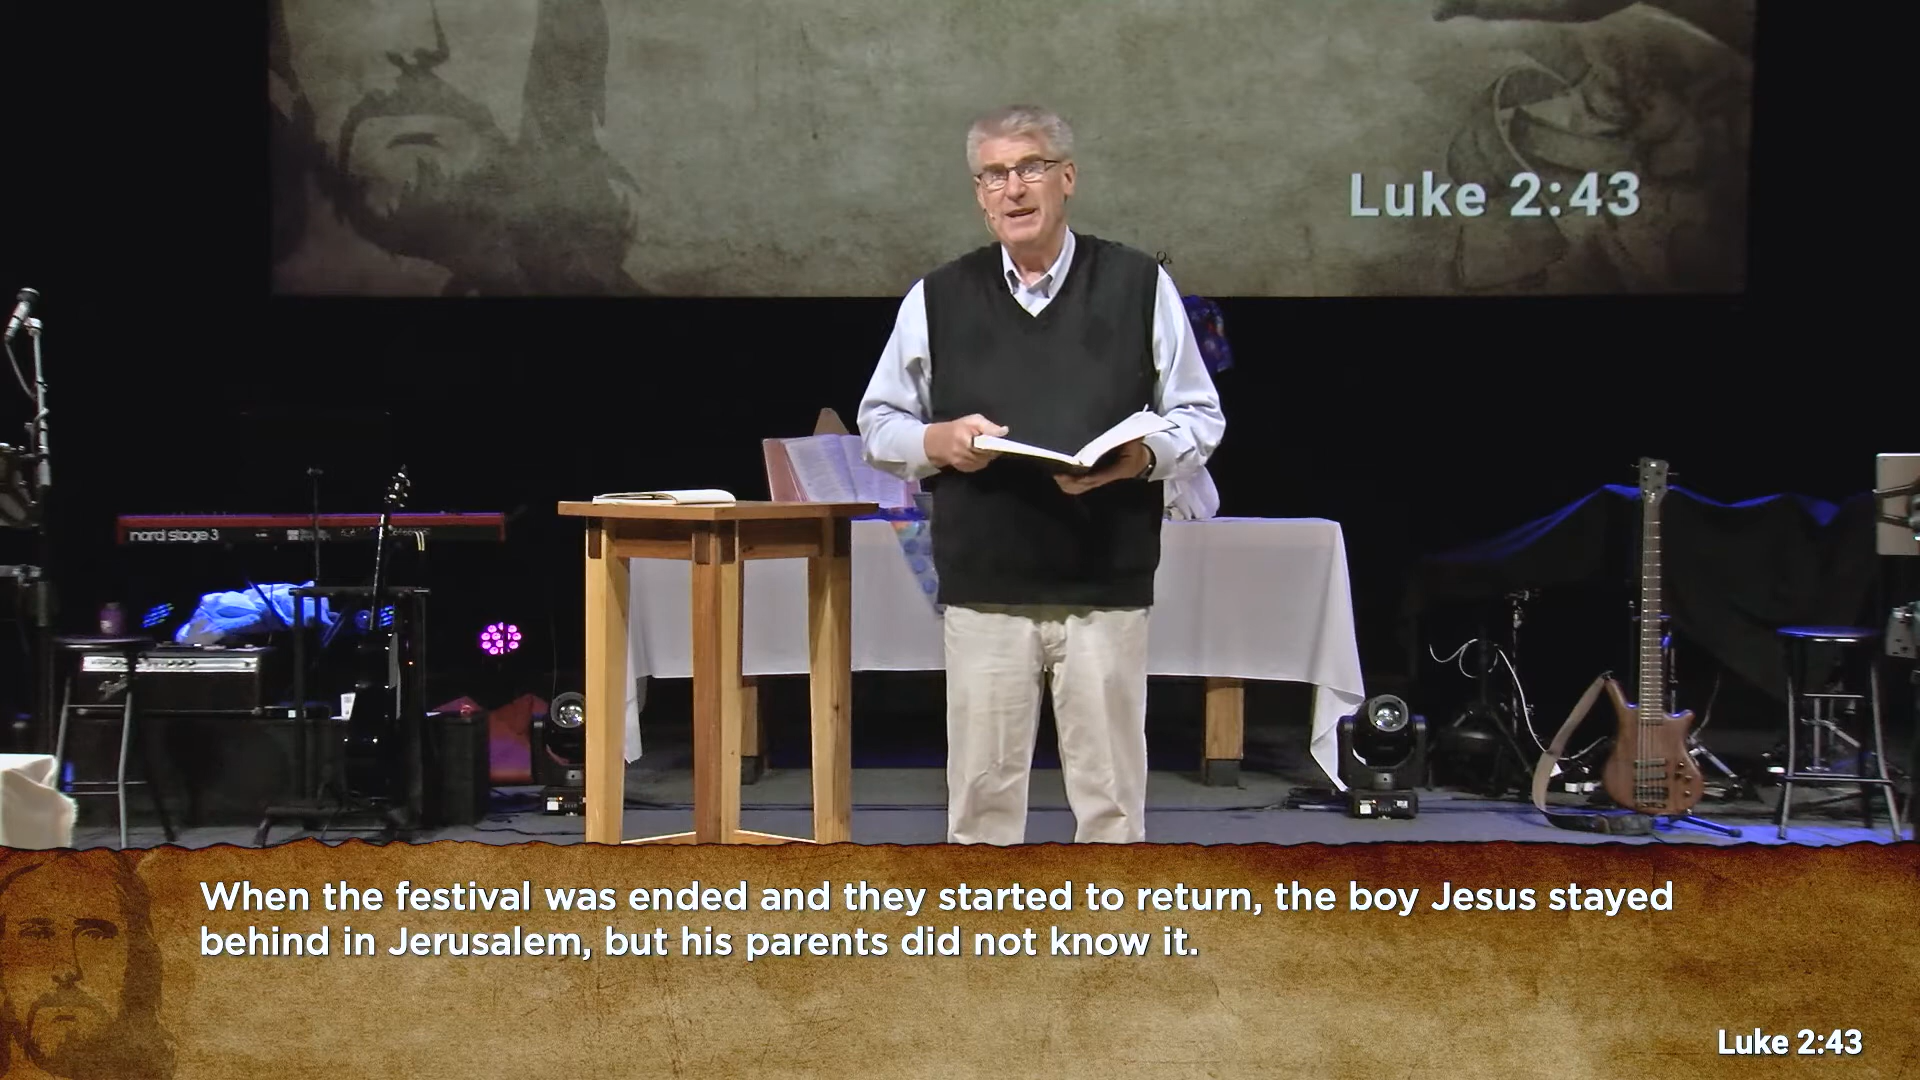 Luke 2:43
nord stage 3
When the festival was ended and they started to return, the boy Jesus stayed
behind in Jerusalem, but his parents did not know it.
Luke 2:43